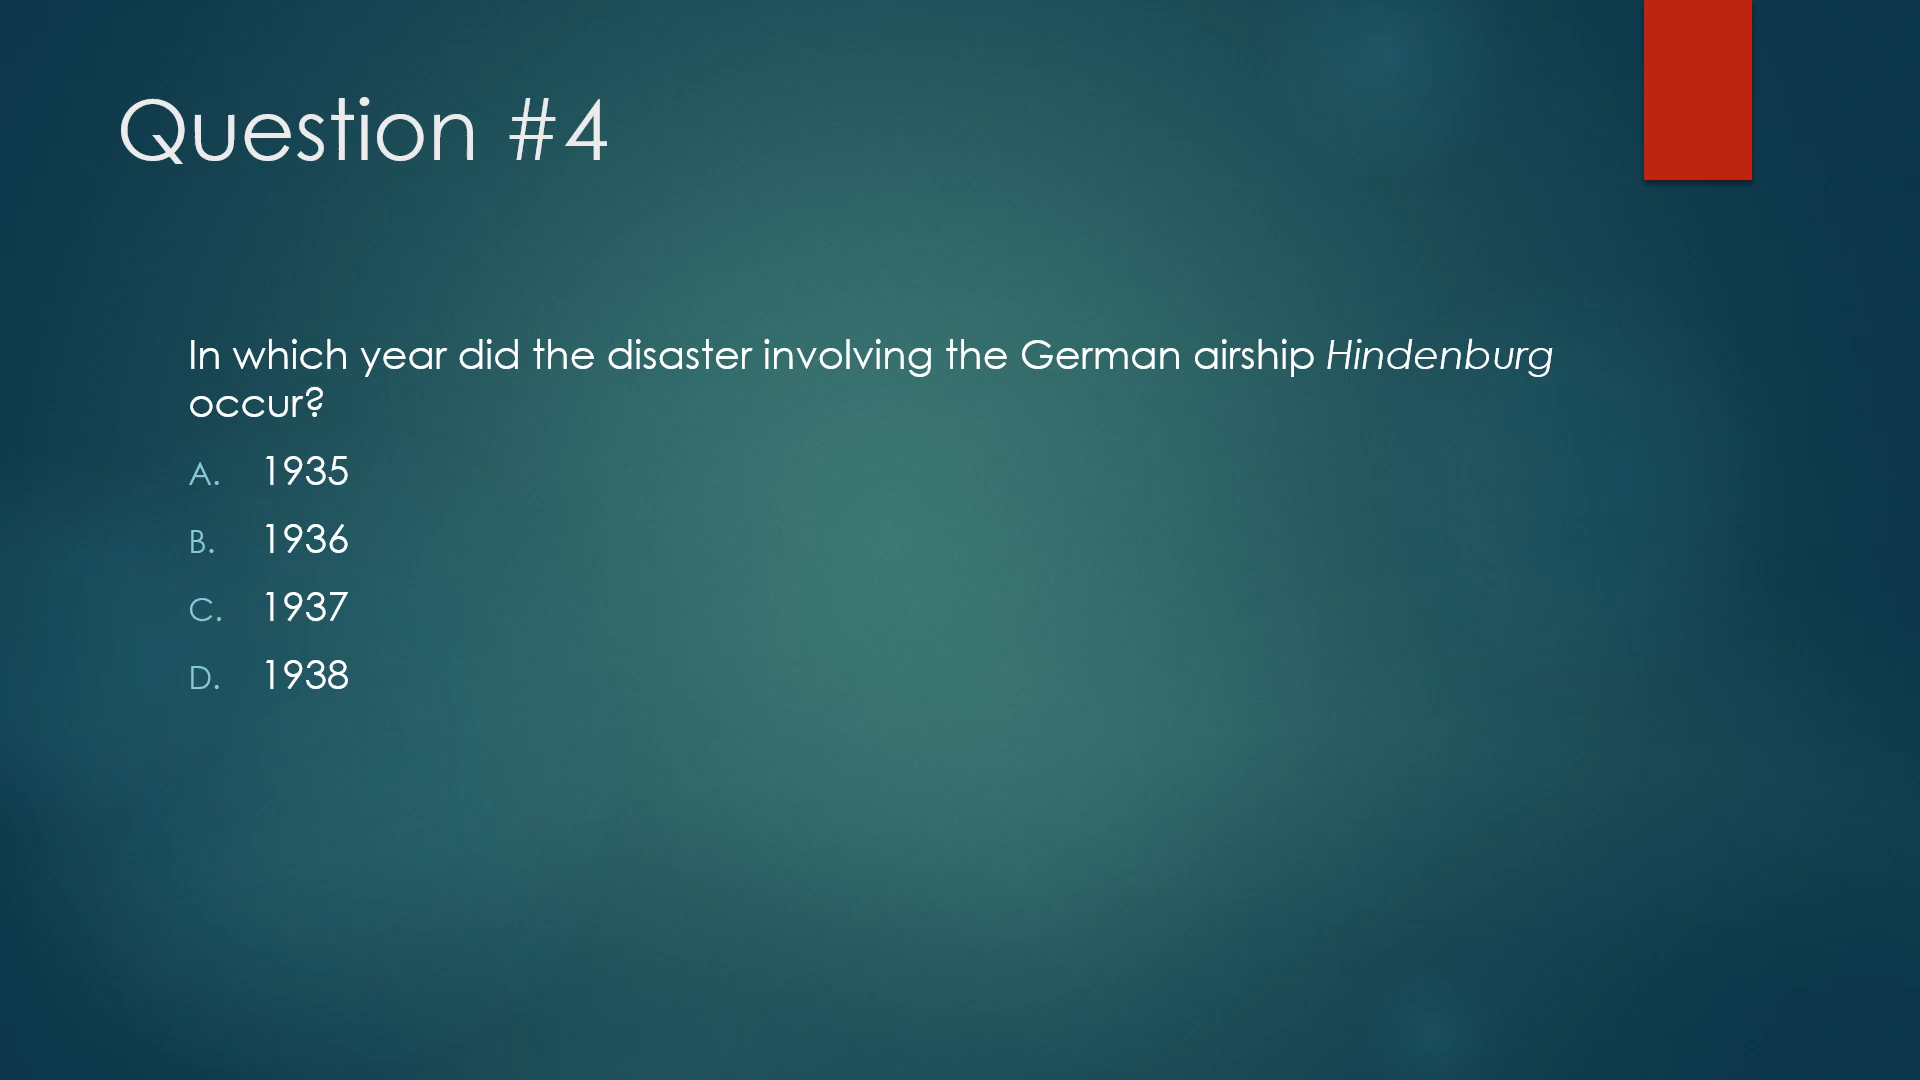 Question #4
In which year did the disaster involving the German airship Hindenburg
occur?
A. 1935
B. 1936
C. 1937
D. 1938